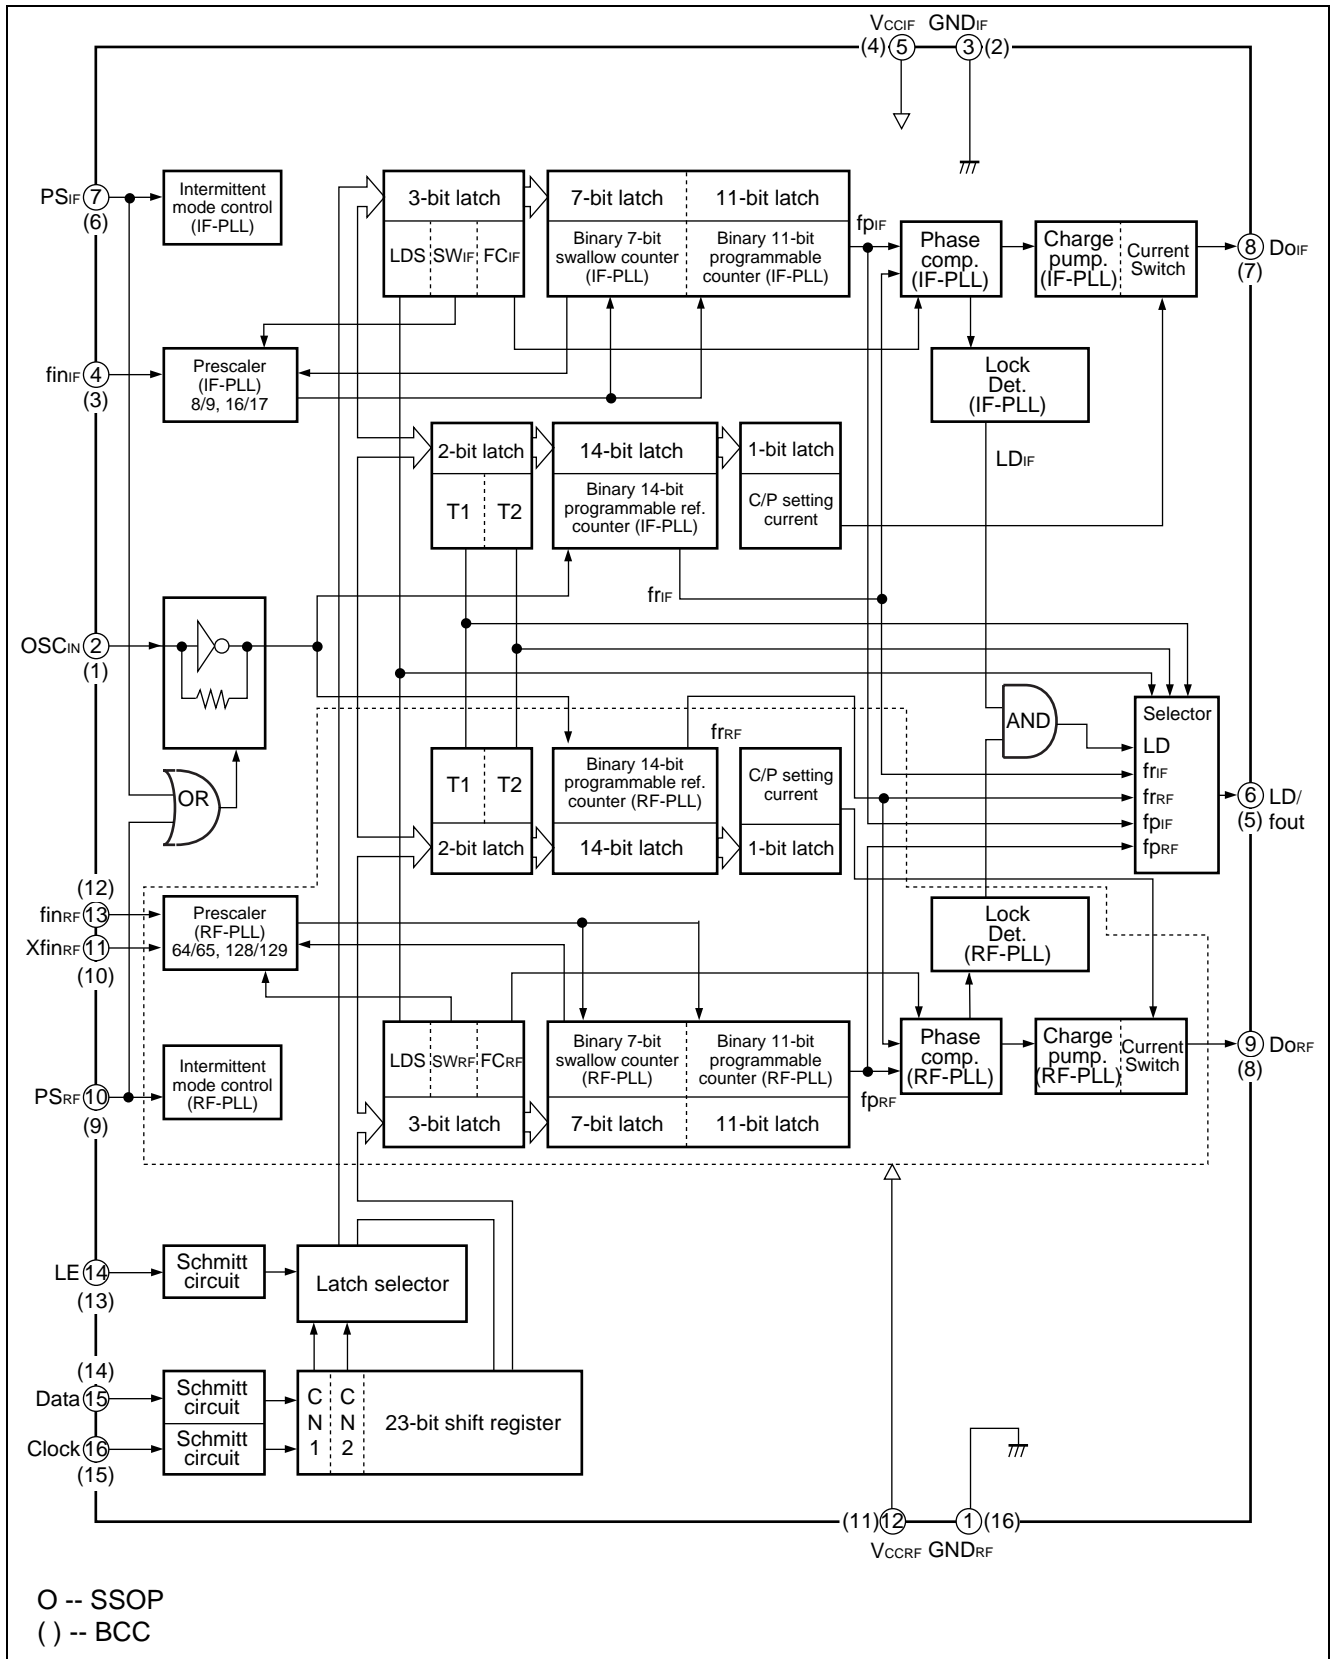 VCCIF GNDIF
(4) 5 3 (2)
PSIF 7
(6)
Intermittent
mode control
(IF-PLL)
3-bit latch
LDS SWIF FCIF
7-bit latch
11-bit latch
Binary 7-bit
swallow counter
(IF-PLL)
Binary 11-bit
programmable
counter (IF-PLL)
fpIF
Phase
comp.
(IF-PLL)
Charge
pump.
(IF-PLL)
Current
Switch
8 DoIF
(7)
finIF 4
(3)
Prescaler
(IF-PLL)
8/9, 16/17
Lock
Det.
(IF-PLL)
2-bit latch
T1 T2
14-bit latch
Binary 14-bit
programmable ref.
counter (IF-PLL)
1-bit latch
C/P setting
current
LDIF
frIF
OSCIN 2
(1)
OR
AND
Selector
LD
frIF
frRF
fpIF
fpRF
6 LD/
(5) fout
frRF
T1 T2
2-bit latch
Binary 14-bit
programmable ref.
counter (RF-PLL)
14-bit latch
C/P setting
current
1-bit latch
(12)
finRF 13
XfinRF 11
(10)
Prescaler
(RF-PLL)
64/65, 128/129
Lock
Det.
(RF-PLL)
LDS SWRF FCRF
3-bit latch
Binary 7-bit
swallow counter
(RF-PLL)
Binary 11-bit
programmable
counter (RF-PLL)
7-bit latch
11-bit latch
fpRF
Phase
comp.
(RF-PLL)
Charge
pump.
(RF-PLL)
Current
Switch
9 DoRF
(8)
Intermittent
mode control
(RF-PLL)
PSRF 10
(9)
LE 14
(13)
Schmitt
circuit
Latch selector
(14)
Data 15
Schmitt
circuit
Clock 16
(15)
Schmitt
circuit
C
N
1
C
N
2
23-bit shift register
(11) 12 1 (16)
VCCRF GNDRF
O -- SSOP
( ) -- BCC